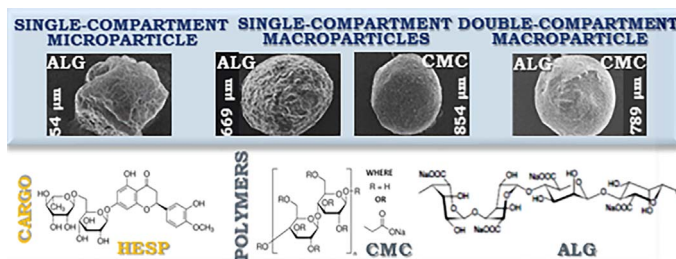 SINGLE-COMPARTMENT SINGLE-COMPARTMENT DOUBLE-COMPARTMENT
MICROPARTICLE MACROPARTICLES MACROPARTICLE
ALG ALG CMC ALG CMC
54 µm 669 µm 854 µm 789 µm
CARGO
HESP
POLYMERS
WHERE
R = H
OR
CMC
ALG